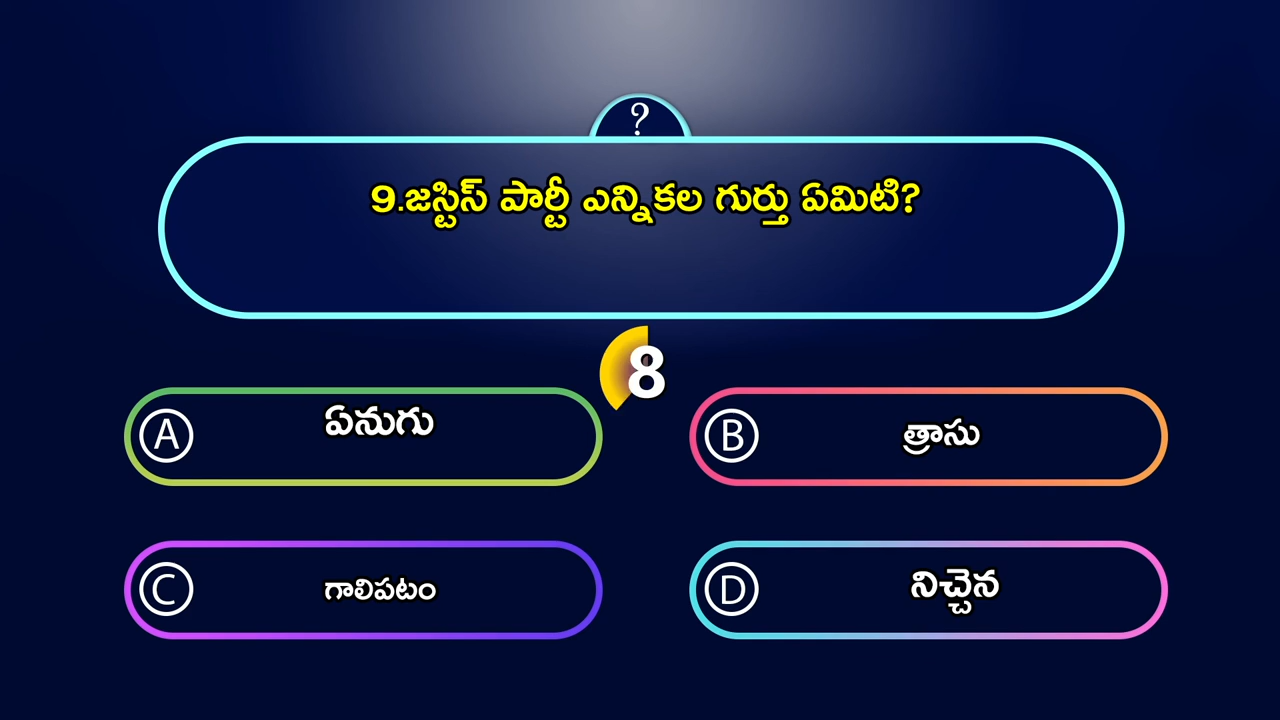 ?
9.జస్టిస్ పార్టీ ఎన్నికల గుర్తు ఏమిటి?
8
A ఏనుగు
B త్రాసు
C గాలిపటం
D నిచ్చెన